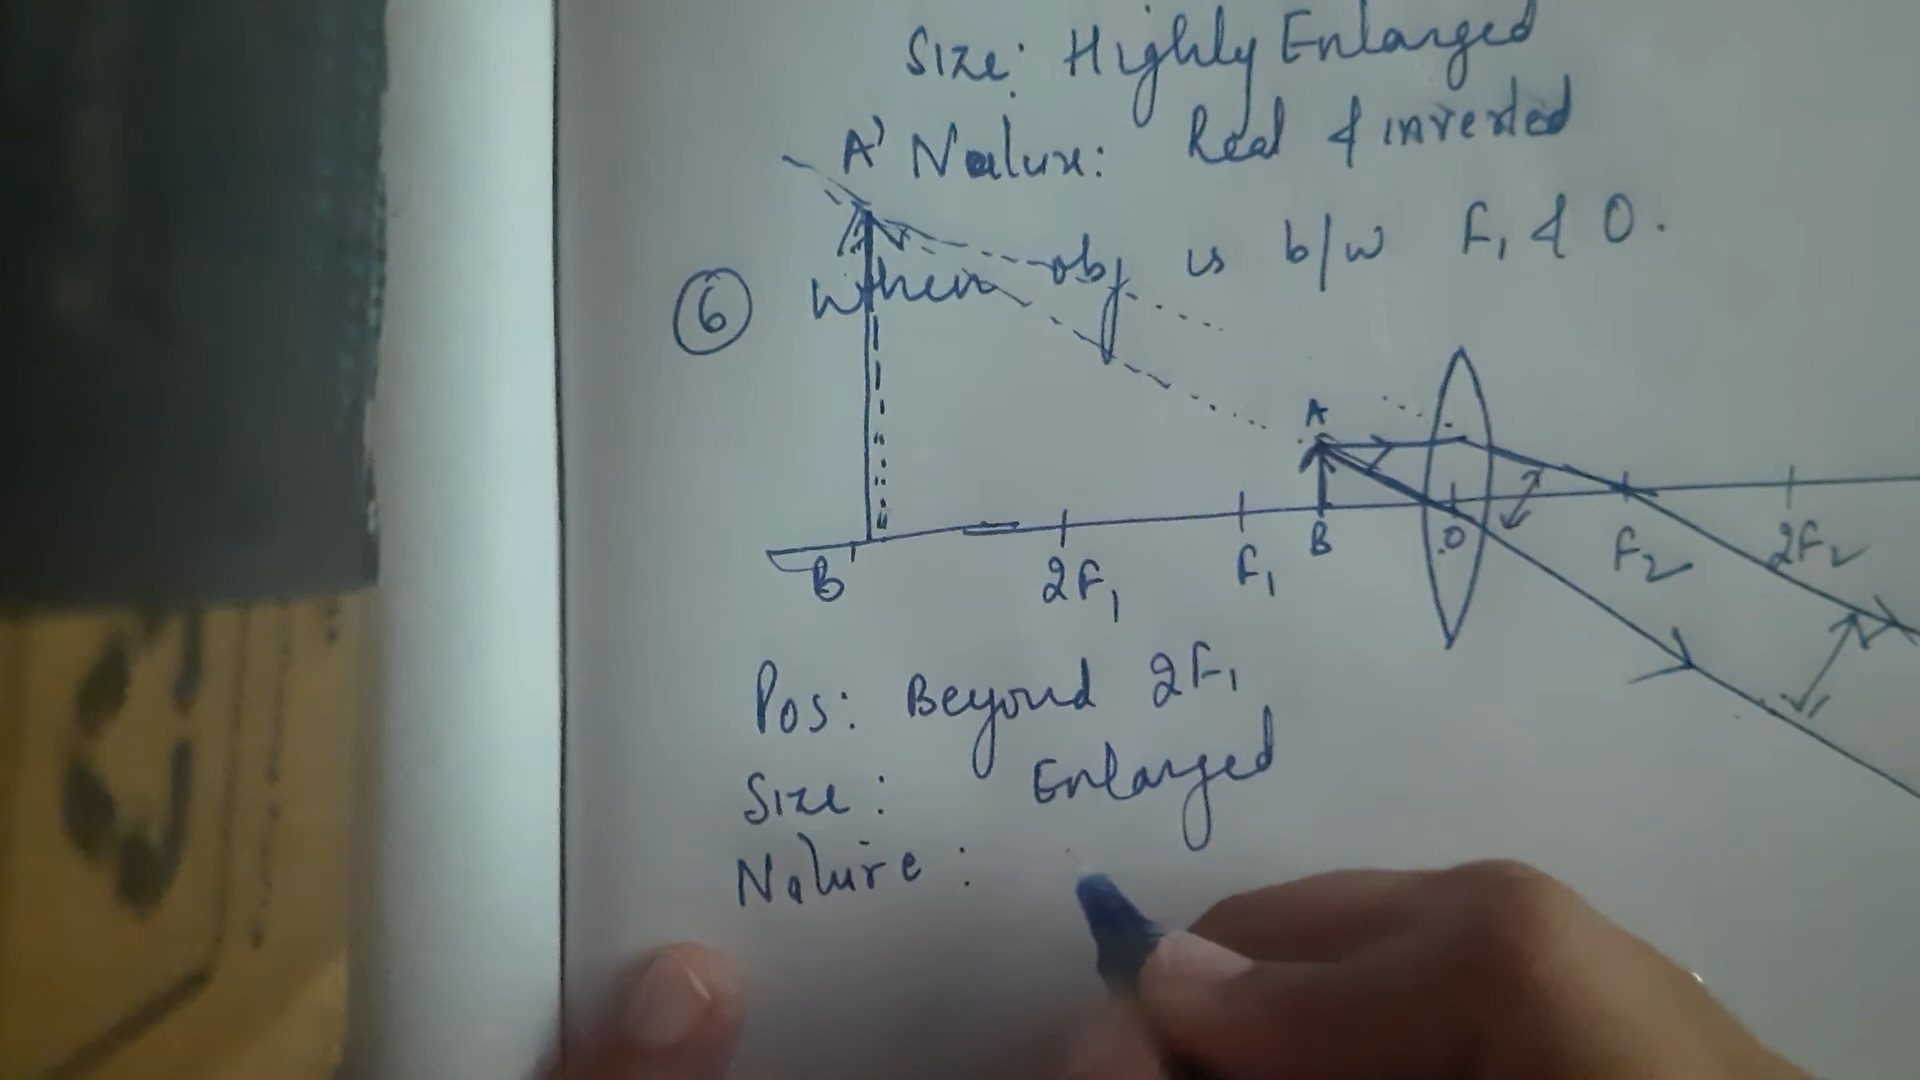 Size: Highly Enlarged
A' Nature: Real & inverted
⑥ When obj is b/w F₁ & O.
A
B 2F₁ F₁ B O F₂ 2F₂
Pos: Beyond 2F₁
Size: Enlarged
Nature: